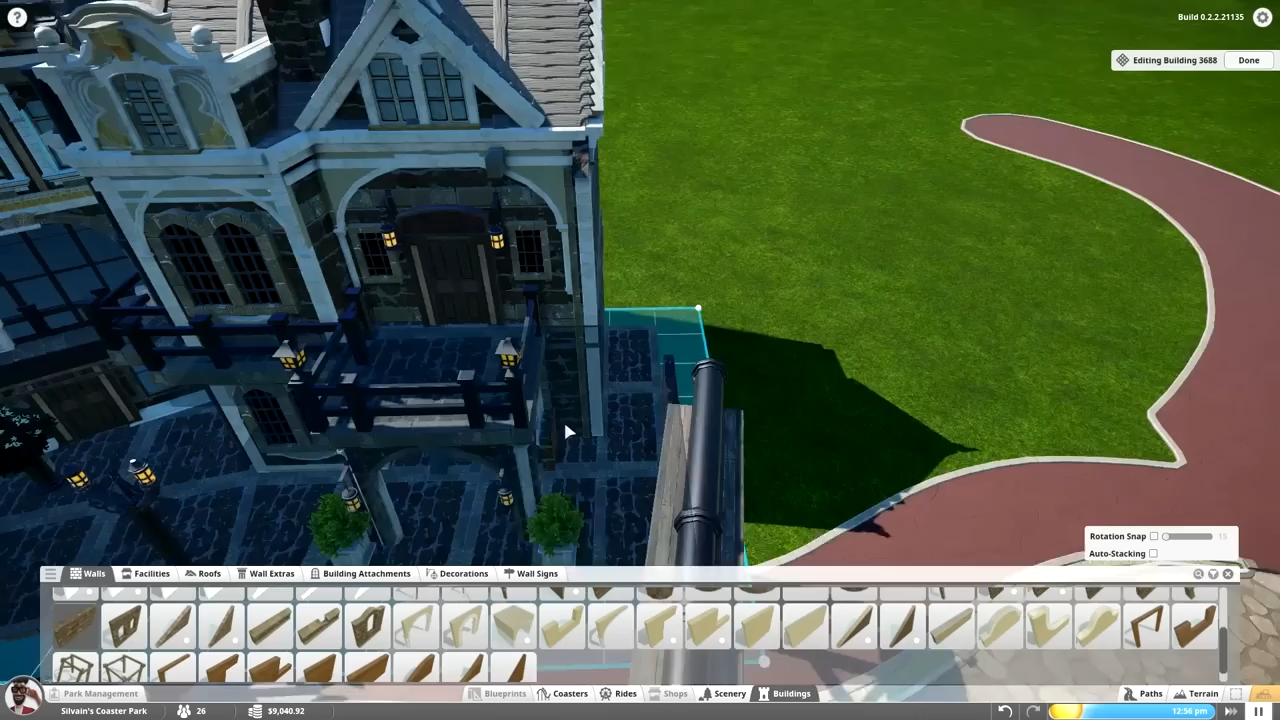 ?
Build 0.2.2.21135
Editing Building 3688 Done
Rotation Snap 15
Auto-Stacking
Walls Facilities Roofs Wall Extras Building Attachments Decorations Wall Signs
Park Management Blueprints Coasters Rides Shops Scenery Buildings Paths Terrain
Silvain's Coaster Park 26 $9,040.92 12:56 pm